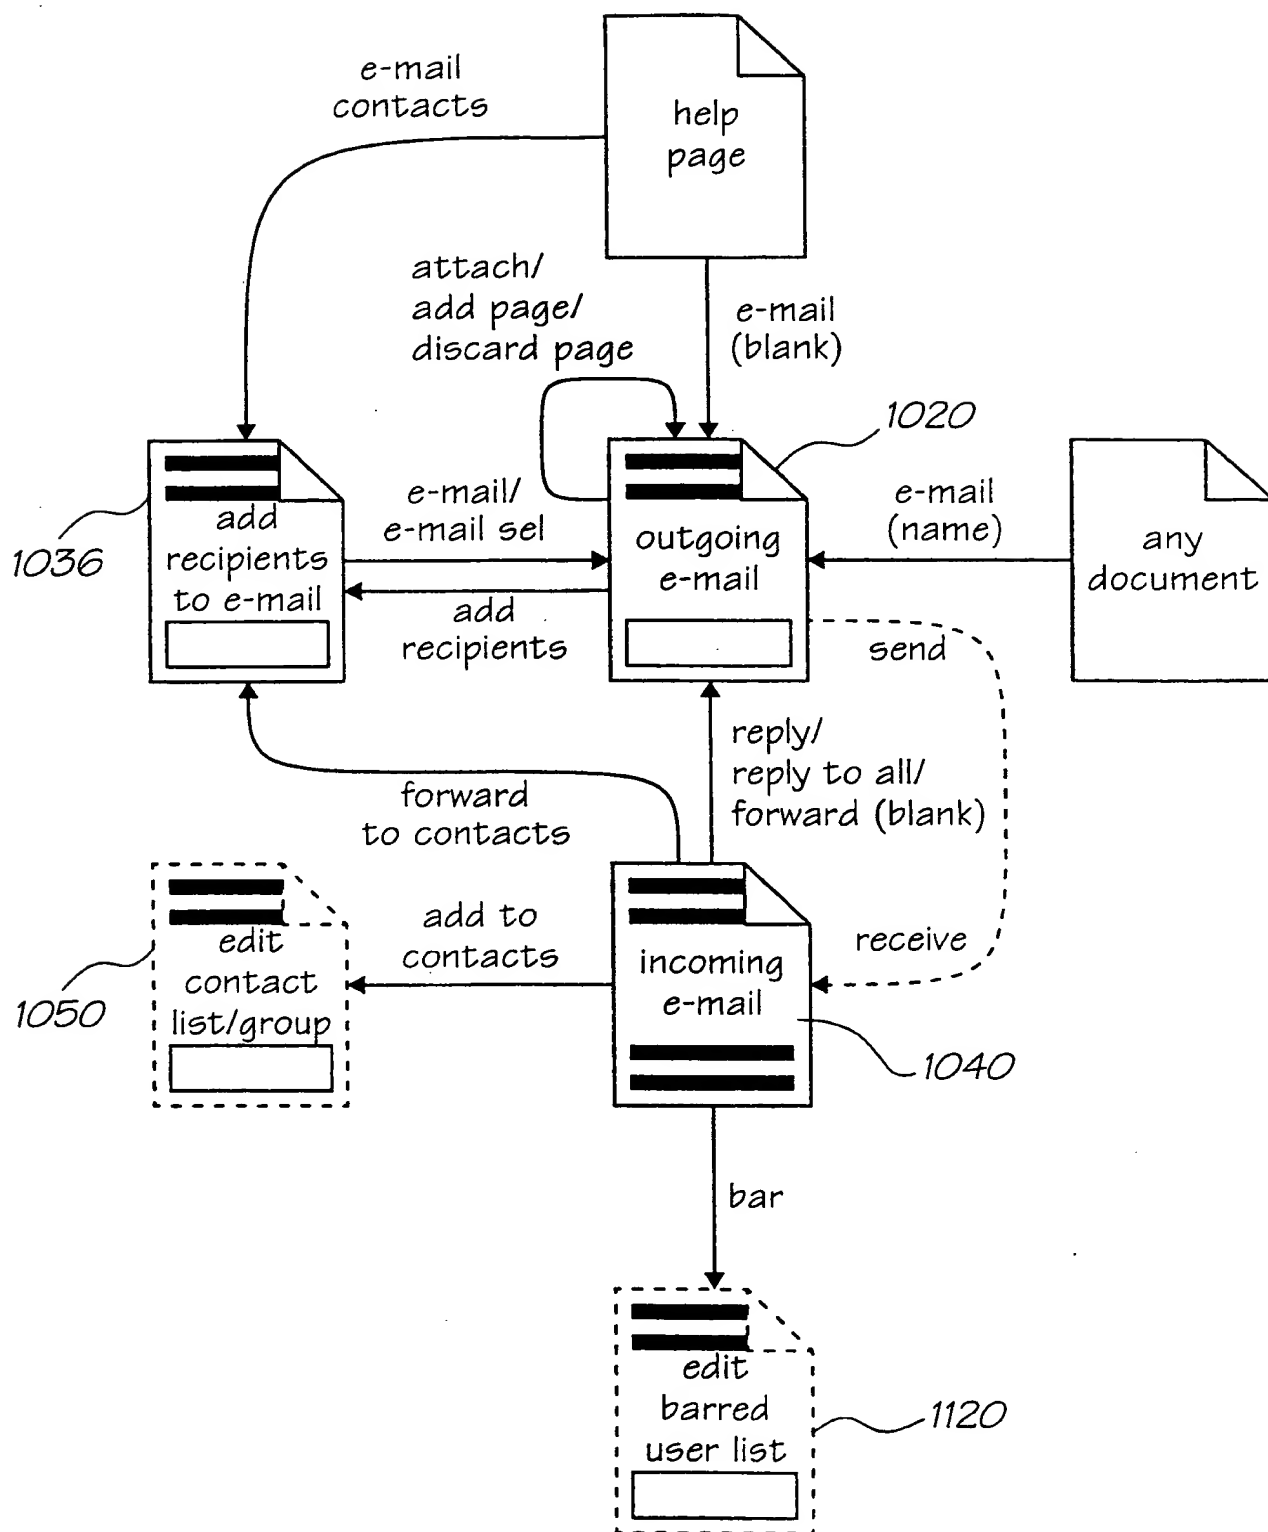 e-mail
contacts
help
page
attach/
add page/
discard page
e-mail
(blank)
1020
1036
add
recipients
to e-mail
e-mail/
e-mail sel
add
recipients
outgoing
e-mail
e-mail
(name)
any
document
send
reply/
reply to all/
forward (blank)
forward
to contacts
edit
contact
list/group
1050
add to
contacts
incoming
e-mail
receive
1040
bar
edit
barred
user list
1120